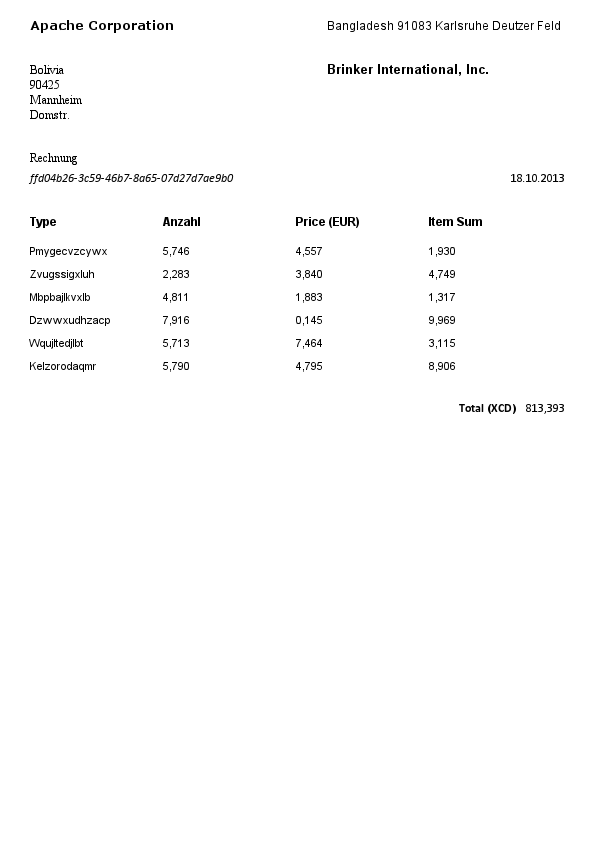 Apache Corporation Bangladesh 91083 Karlsruhe Deutzer Feld
Bolivia
90425
Mannheim
Domstr.
Brinker International, Inc.
Rechnung
ffd04b26-3c59-46b7-8a65-07d27d7ae9b0 18.10.2013
Type Anzahl Price (EUR) Item Sum
Pmygecvzcywx 5,746 4,557 1,930
Zvugssigxluh 2,283 3,840 4,749
Mbpbajlkvxlb 4,811 1,883 1,317
Dzwwxudhzacp 7,916 0,145 9,969
Wqujltedjlbt 5,713 7,464 3,115
Kelzorodaqmr 5,790 4,795 8,906
Total (XCD) 813,393